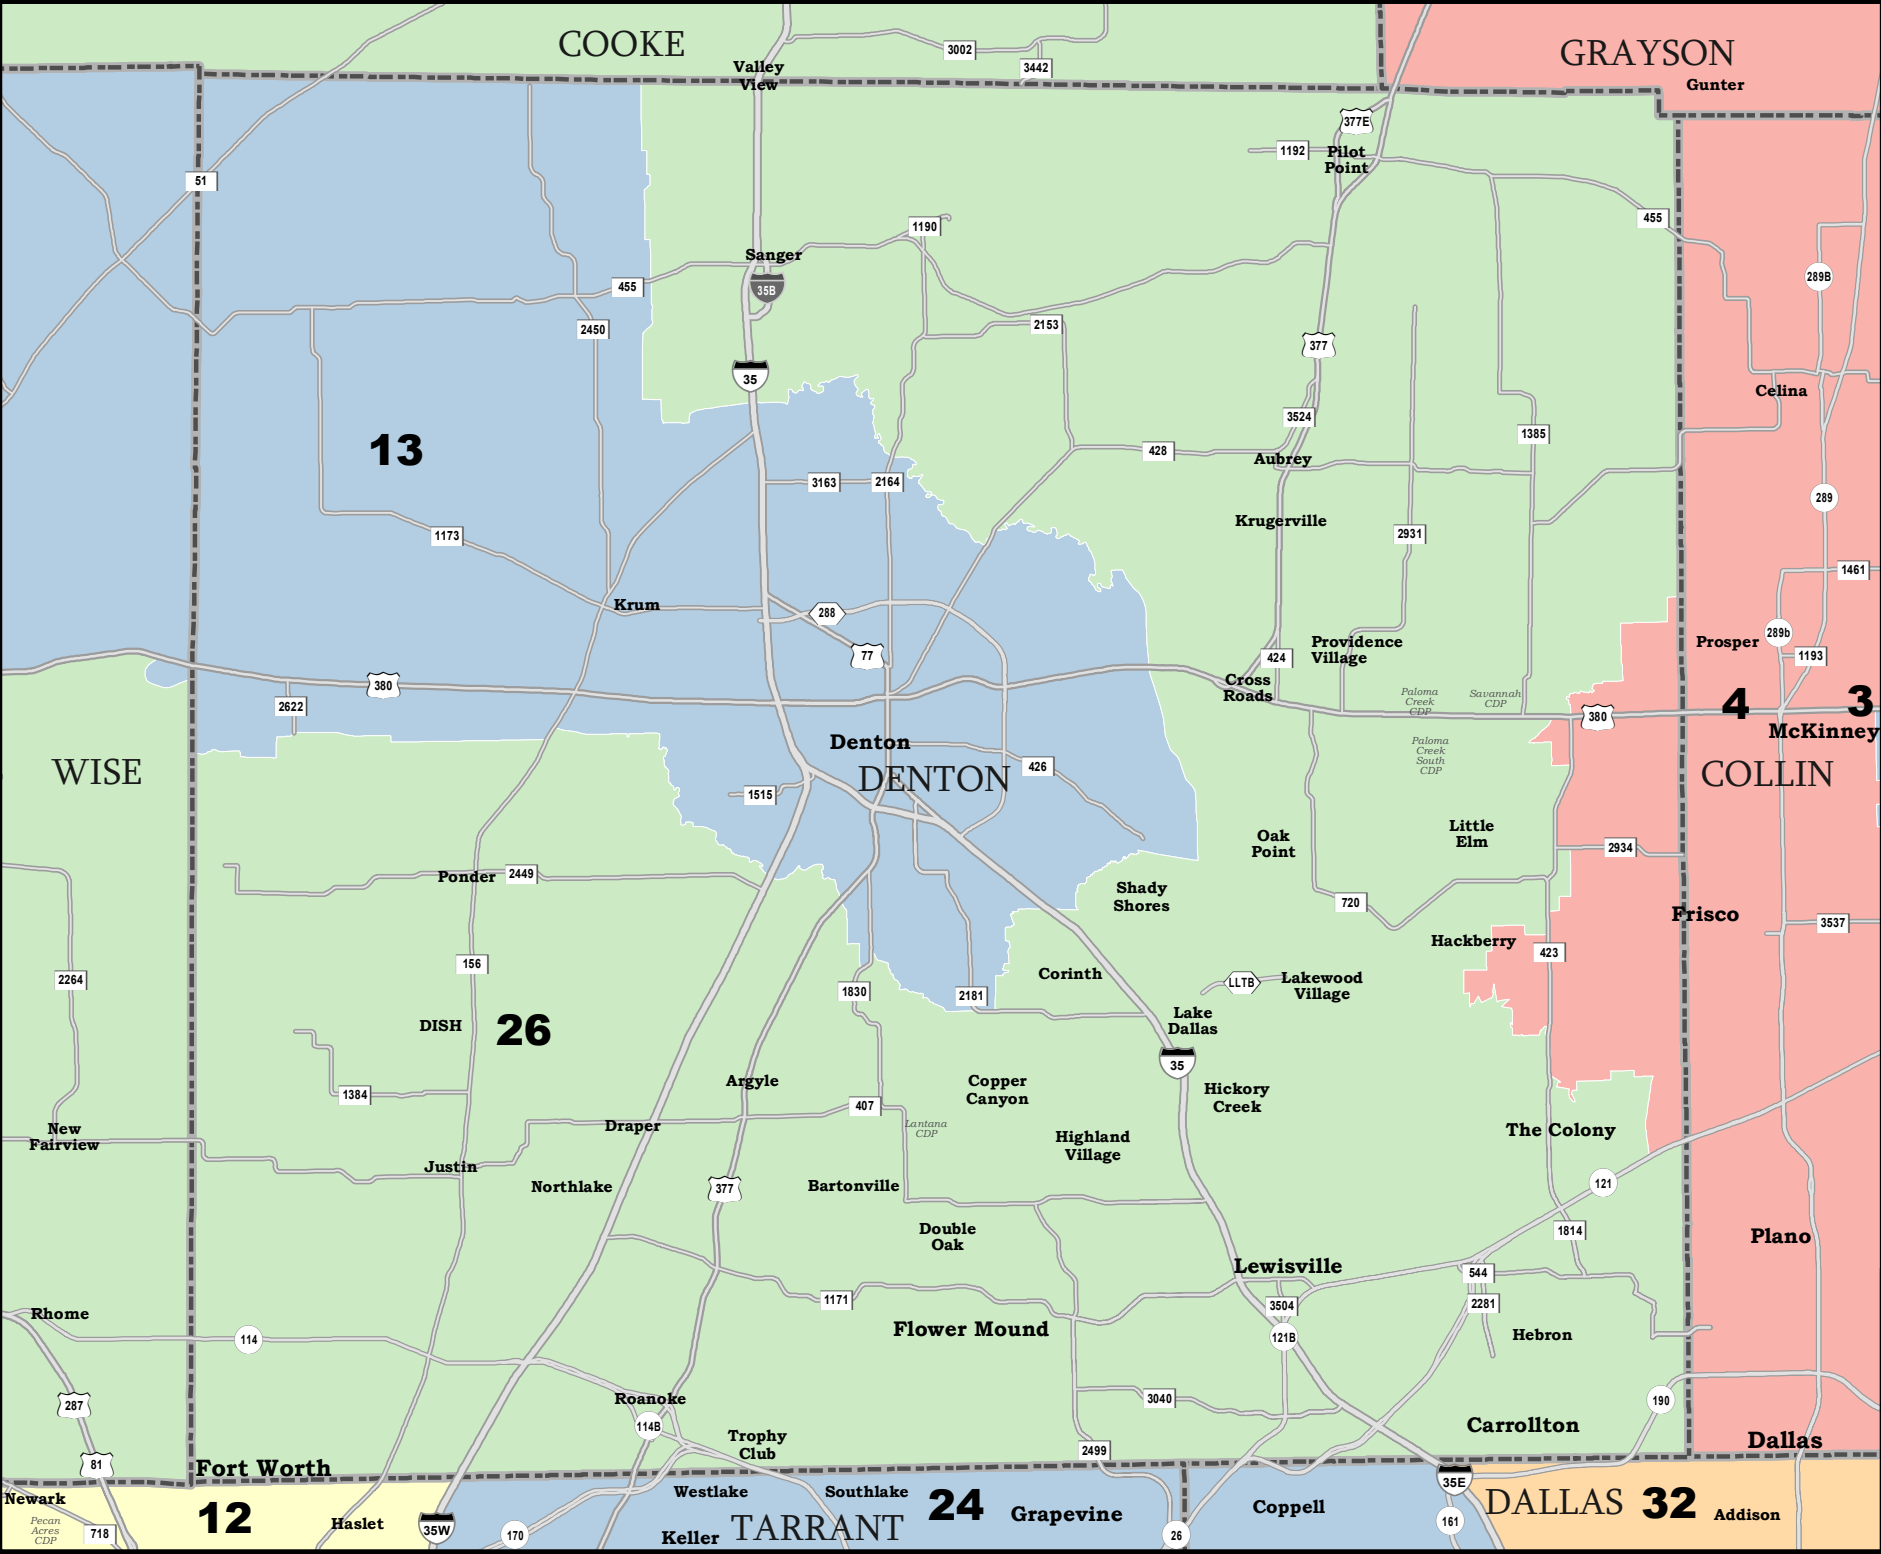 COOKE
GRAYSON
3002
3442
Valley
View
Gunter
377E
1192
Pilot
Point
51
455
1190
Sanger
35B
455
289B
2450
2153
377
35
Celina
3524
13
428
1385
Aubrey
3163
2164
289
Krugerville
1173
2931
1461
Krum
288
289b
Providence
Village
Prosper
77
424
1193
380
Cross
Roads
Paloma
Creek
CDP
Savannah
CDP
2622
4
3
380
McKinney
Denton
WISE
DENTON
426
Paloma
Creek
South
CDP
COLLIN
1515
Oak
Point
Little
Elm
2934
Ponder
2449
Shady
Shores
720
Frisco
3537
Hackberry
423
156
2264
Corinth
LLTB
Lakewood
Village
1830
2181
DISH
26
Lake
Dallas
35
Argyle
Copper
Canyon
Hickory
Creek
1384
407
New
Fairview
Draper
Lantana
CDP
Highland
Village
The Colony
Justin
Northlake
377
Bartonville
121
Double
Oak
1814
Plano
Lewisville
544
1171
3504
2281
Rhome
114
Flower Mound
121B
Hebron
287
Roanoke
3040
190
114B
Carrollton
Trophy
Club
2499
Dallas
81
Fort Worth
35E
Newark
Westlake
Southlake
24
Grapevine
Coppell
DALLAS
32
Addison
12
Pecan
Acres
CDP
718
Haslet
35W
170
Keller
TARRANT
26
161